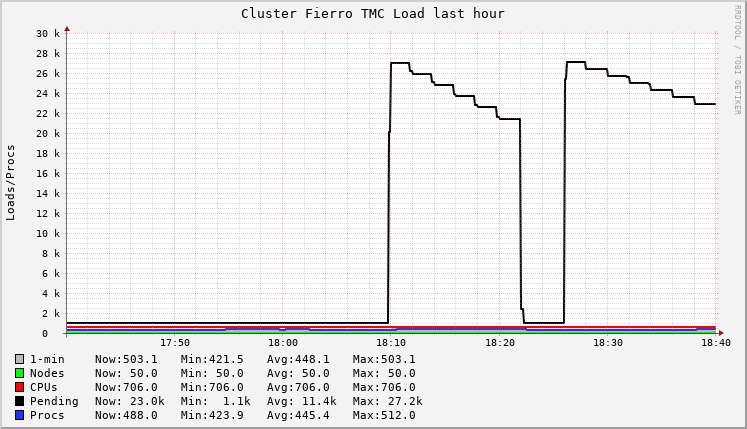 Cluster Fierro TMC Load last hour
RRDTOOL / TOBI OETIKER
Loads/Procs
30 k
28 k
26 k
24 k
22 k
20 k
18 k
16 k
14 k
12 k
10 k
8 k
6 k
4 k
2 k
0
17:50 18:00 18:10 18:20 18:30 18:40
1-min Now:503.1 Min:421.5 Avg:448.1 Max:503.1
Nodes Now: 50.0 Min: 50.0 Avg: 50.0 Max: 50.0
CPUs Now:706.0 Min:706.0 Avg:706.0 Max:706.0
Pending Now: 23.0k Min: 1.1k Avg: 11.4k Max: 27.2k
Procs Now:488.0 Min:423.9 Avg:445.4 Max:512.0